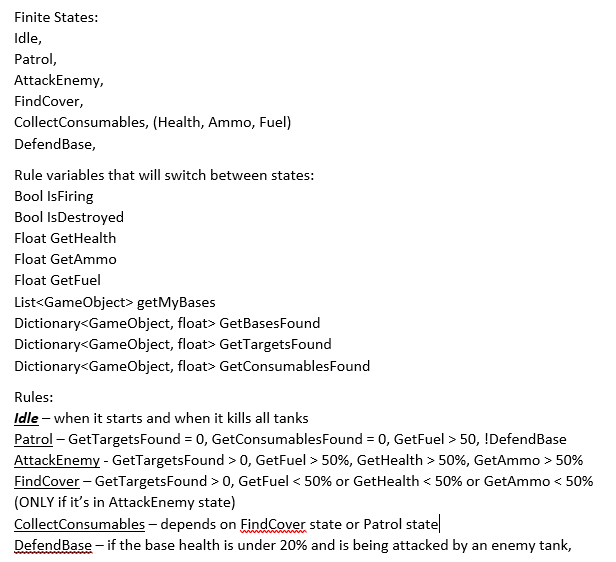 Finite States:
Idle,
Patrol,
AttackEnemy,
FindCover,
CollectConsumables, (Health, Ammo, Fuel)
DefendBase,
Rule variables that will switch between states:
Bool IsFiring
Bool IsDestroyed
Float GetHealth
Float GetAmmo
Float GetFuel
List<GameObject> getMyBases
Dictionary<GameObject, float> GetBasesFound
Dictionary<GameObject, float> GetTargetsFound
Dictionary<GameObject, float> GetConsumablesFound
Rules:
Idle – when it starts and when it kills all tanks
Patrol – GetTargetsFound = 0, GetConsumablesFound = 0, GetFuel > 50, !DefendBase
AttackEnemy - GetTargetsFound > 0, GetFuel > 50%, GetHealth > 50%, GetAmmo > 50%
FindCover – GetTargetsFound > 0, GetFuel < 50% or GetHealth < 50% or GetAmmo < 50%
(ONLY if it’s in AttackEnemy state)
CollectConsumables – depends on FindCover state or Patrol state
DefendBase – if the base health is under 20% and is being attacked by an enemy tank,